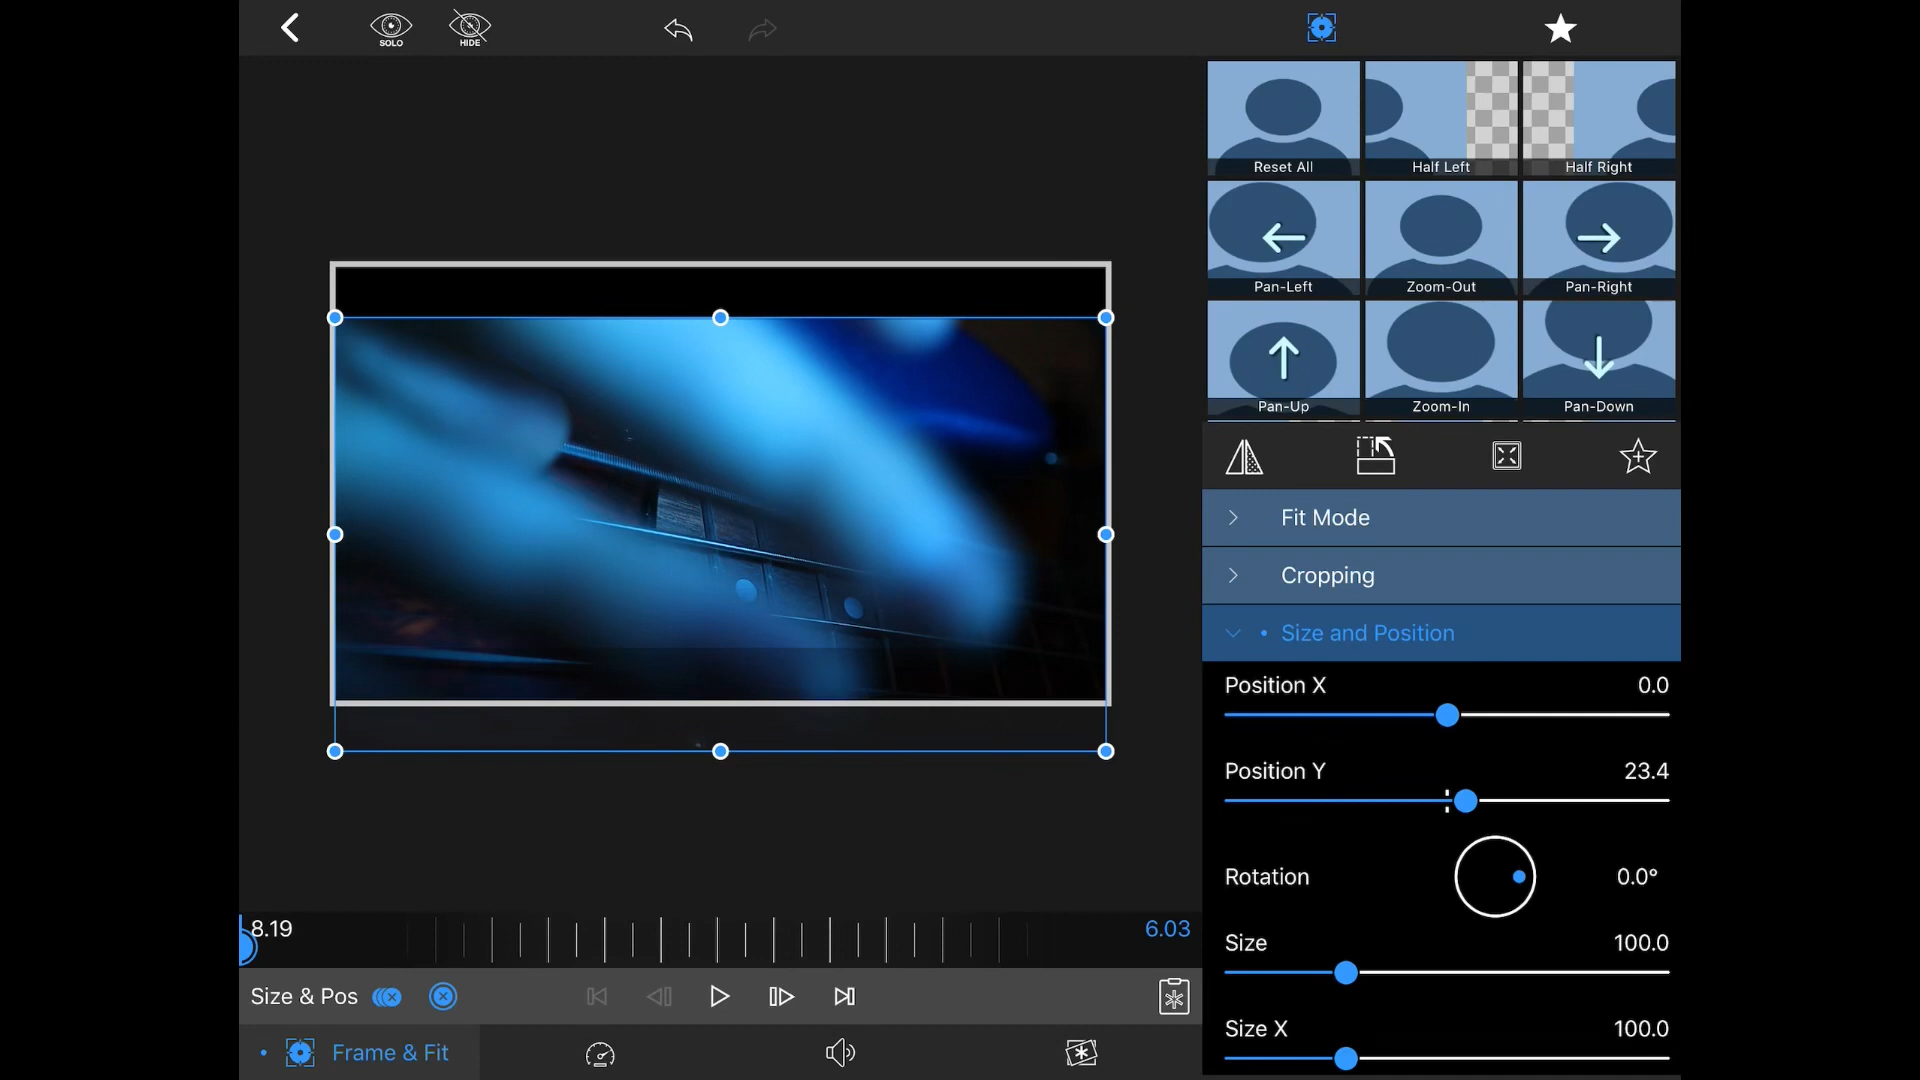 SOLO
HIDE
Reset All
Half Left
Half Right
Pan-Left
Zoom-Out
Pan-Right
Pan-Up
Zoom-In
Pan-Down
Fit Mode
Cropping
Size and Position
Position X 0.0
Position Y 23.4
Rotation 0.0°
Size 100.0
Size X 100.0
8.19
6.03
Size & Pos
Frame & Fit